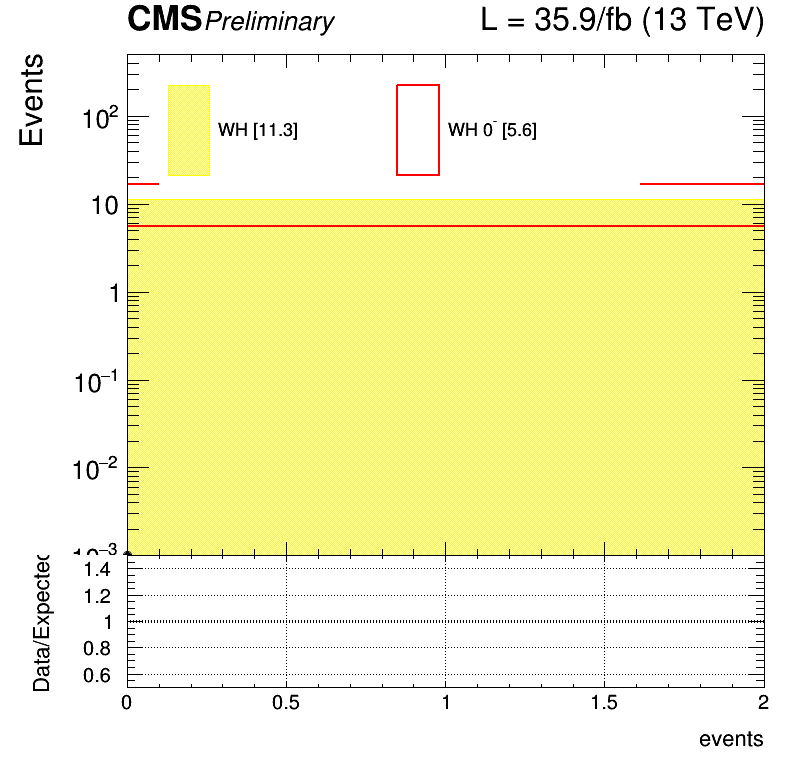 CMS Preliminary L = 35.9/fb (13 TeV)
Events
10²
WH [11.3]
WH 0⁻ [5.6]
10
1
10⁻¹
10⁻²
10⁻³
Data/Expected
1.4
1.2
1
0.8
0.6
0 0.5 1 1.5 2
events